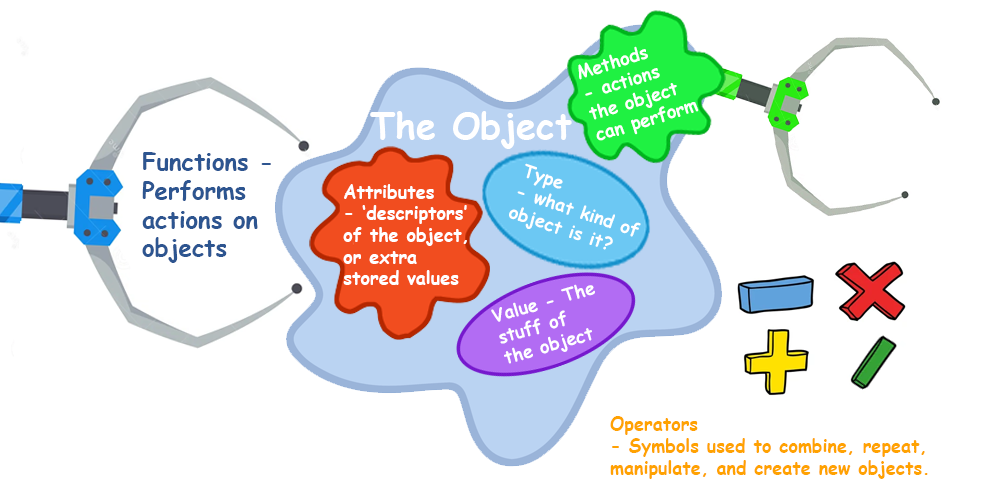 Functions -
Performs
actions on
objects
The Object
Methods
- actions
the object
can perform
Attributes
- 'descriptors'
of the object,
or extra
stored values
Type
- what kind of
object is it?
Value - The
stuff of
the object
Operators
- Symbols used to combine, repeat,
manipulate, and create new objects.